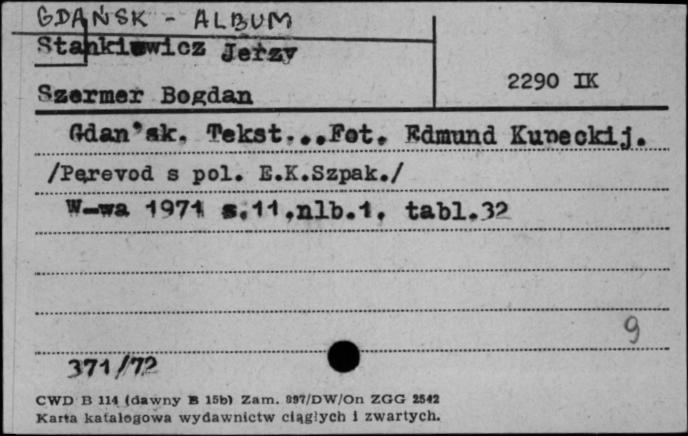 GDAŃSK - ALBUM
Stankiewicz Jerzy
2290 IK
Szermer Bogdan
Gdan'sk. Tekst...Fot. Edmund Kupeckij.
/Perevod s pol. E.K.Szpak./
W-wa 1971 s.11,nlb.1. tabl.32
9
371/72
CWD B 114 (dawny B 15b) Zam. 897/DW/On ZGG 2542
Karta katalogowa wydawnictw ciągłych i zwartych.